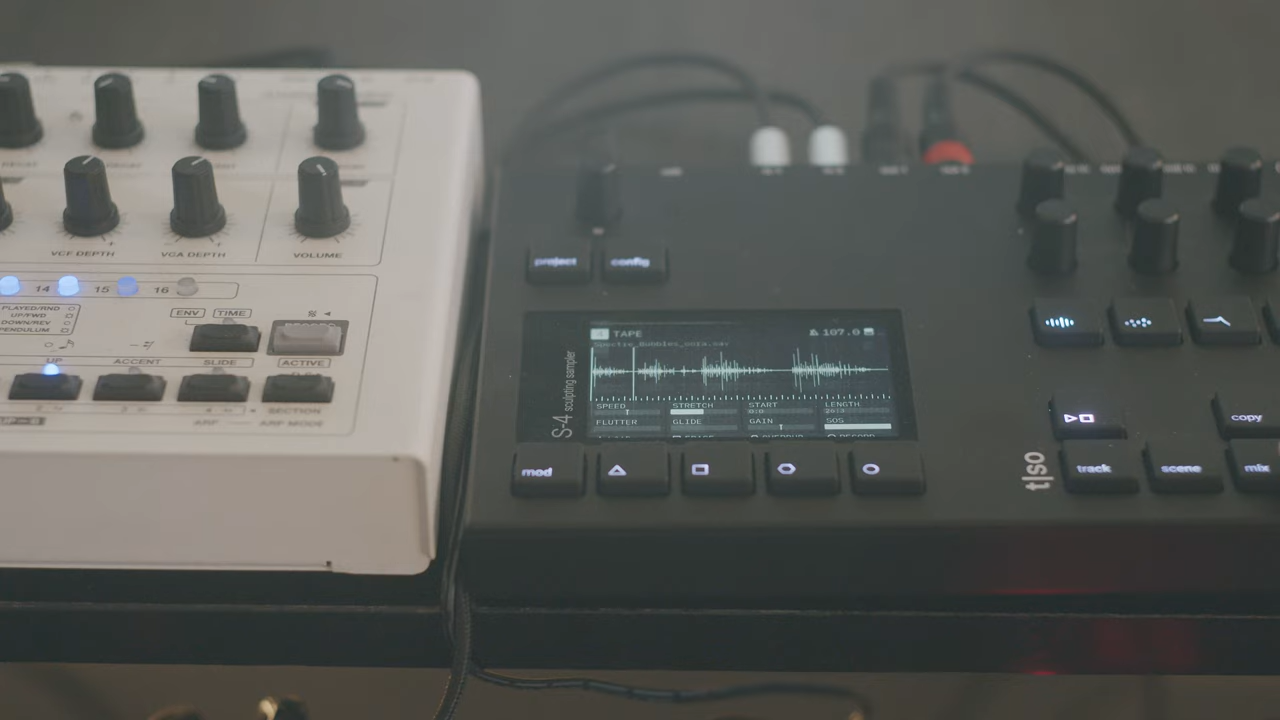 VCF DEPTH
VCA DEPTH
VOLUME
14
15
16
PLAYED/RND
UP/FWD
DOWN/REV
PENDULUM
ENV
TIME
UP
ACCENT
SLIDE
ACTIVE
SECTION
ARP
ARP MODE
project
config
TAPE
107.0
SPEED
STRETCH
START
LENGTH
FLUTTER
GLIDE
GAIN
SOS
S-4 sculpting sampler
mod
copy
t|so
track
scene
mix